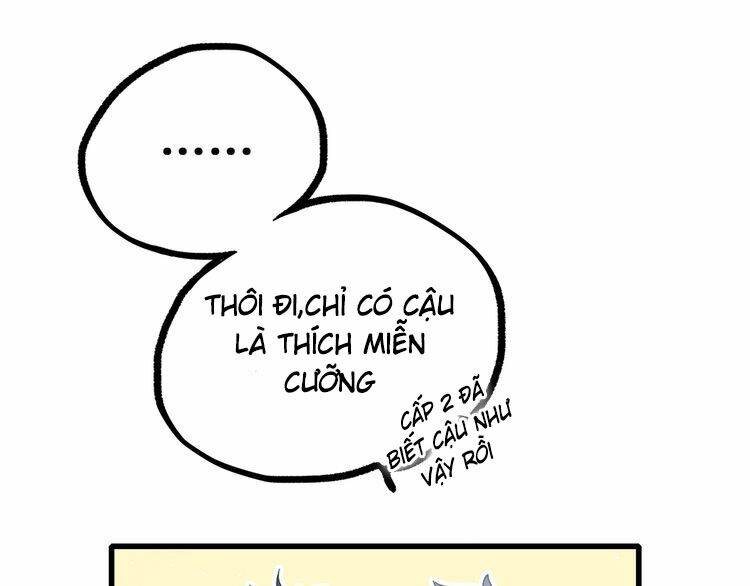 ......
THÔI ĐI,CHỈ CÓ CẬU
LÀ THÍCH MIỄN
CƯỠNG
CẤP 2 ĐÃ
BIẾT CẬU NHƯ
VẬY RỒI